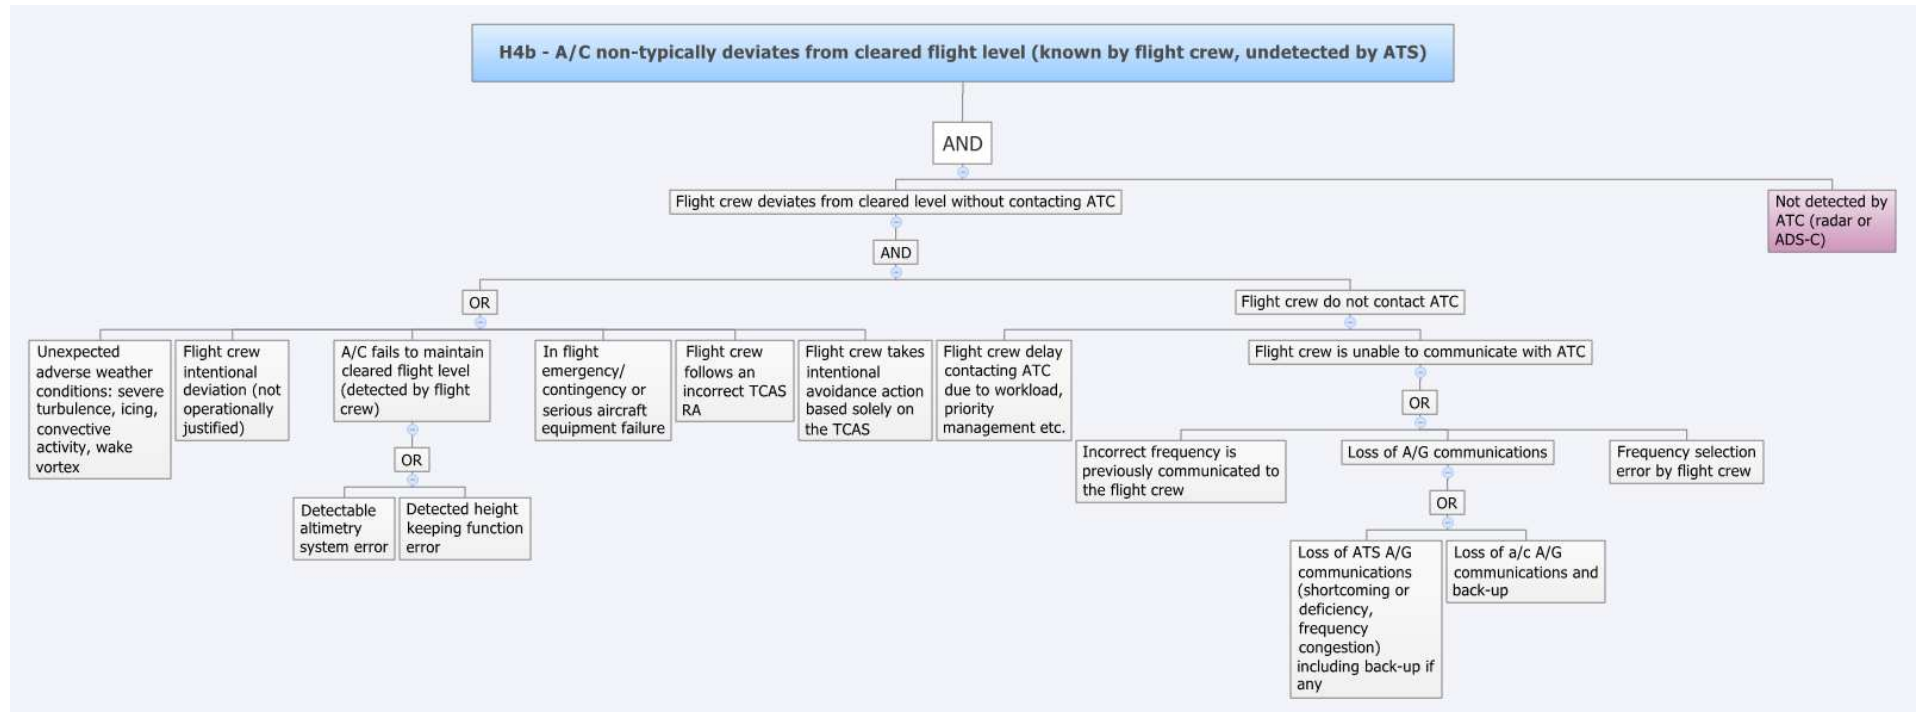 H4b - A/C non-typically deviates from cleared flight level (known by flight crew, undetected by ATS)
AND
Flight crew deviates from cleared level without contacting ATC
Not detected by
ATC (radar or
ADS-C)
AND
OR
Flight crew do not contact ATC
Unexpected
adverse weather
conditions: severe
turbulence, icing,
convective
activity, wake
vortex
Flight crew
intentional
deviation (not
operationally
justified)
A/C fails to maintain
cleared flight level
(detected by flight
crew)
In flight
emergency/
contingency or
serious aircraft
equipment failure
Flight crew
follows an
incorrect TCAS
RA
Flight crew takes
intentional
avoidance action
based solely on
the TCAS
Flight crew delay
contacting ATC
due to workload,
priority
management etc.
Flight crew is unable to communicate with ATC
OR
OR
Detectable
altimetry
system error
Detected height
keeping function
error
Incorrect frequency is
previously communicated to
the flight crew
Loss of A/G communications
Frequency selection
error by flight crew
OR
Loss of ATS A/G
communications
(shortcoming or
deficiency,
frequency
congestion)
including back-up if
any
Loss of a/c A/G
communications and
back-up